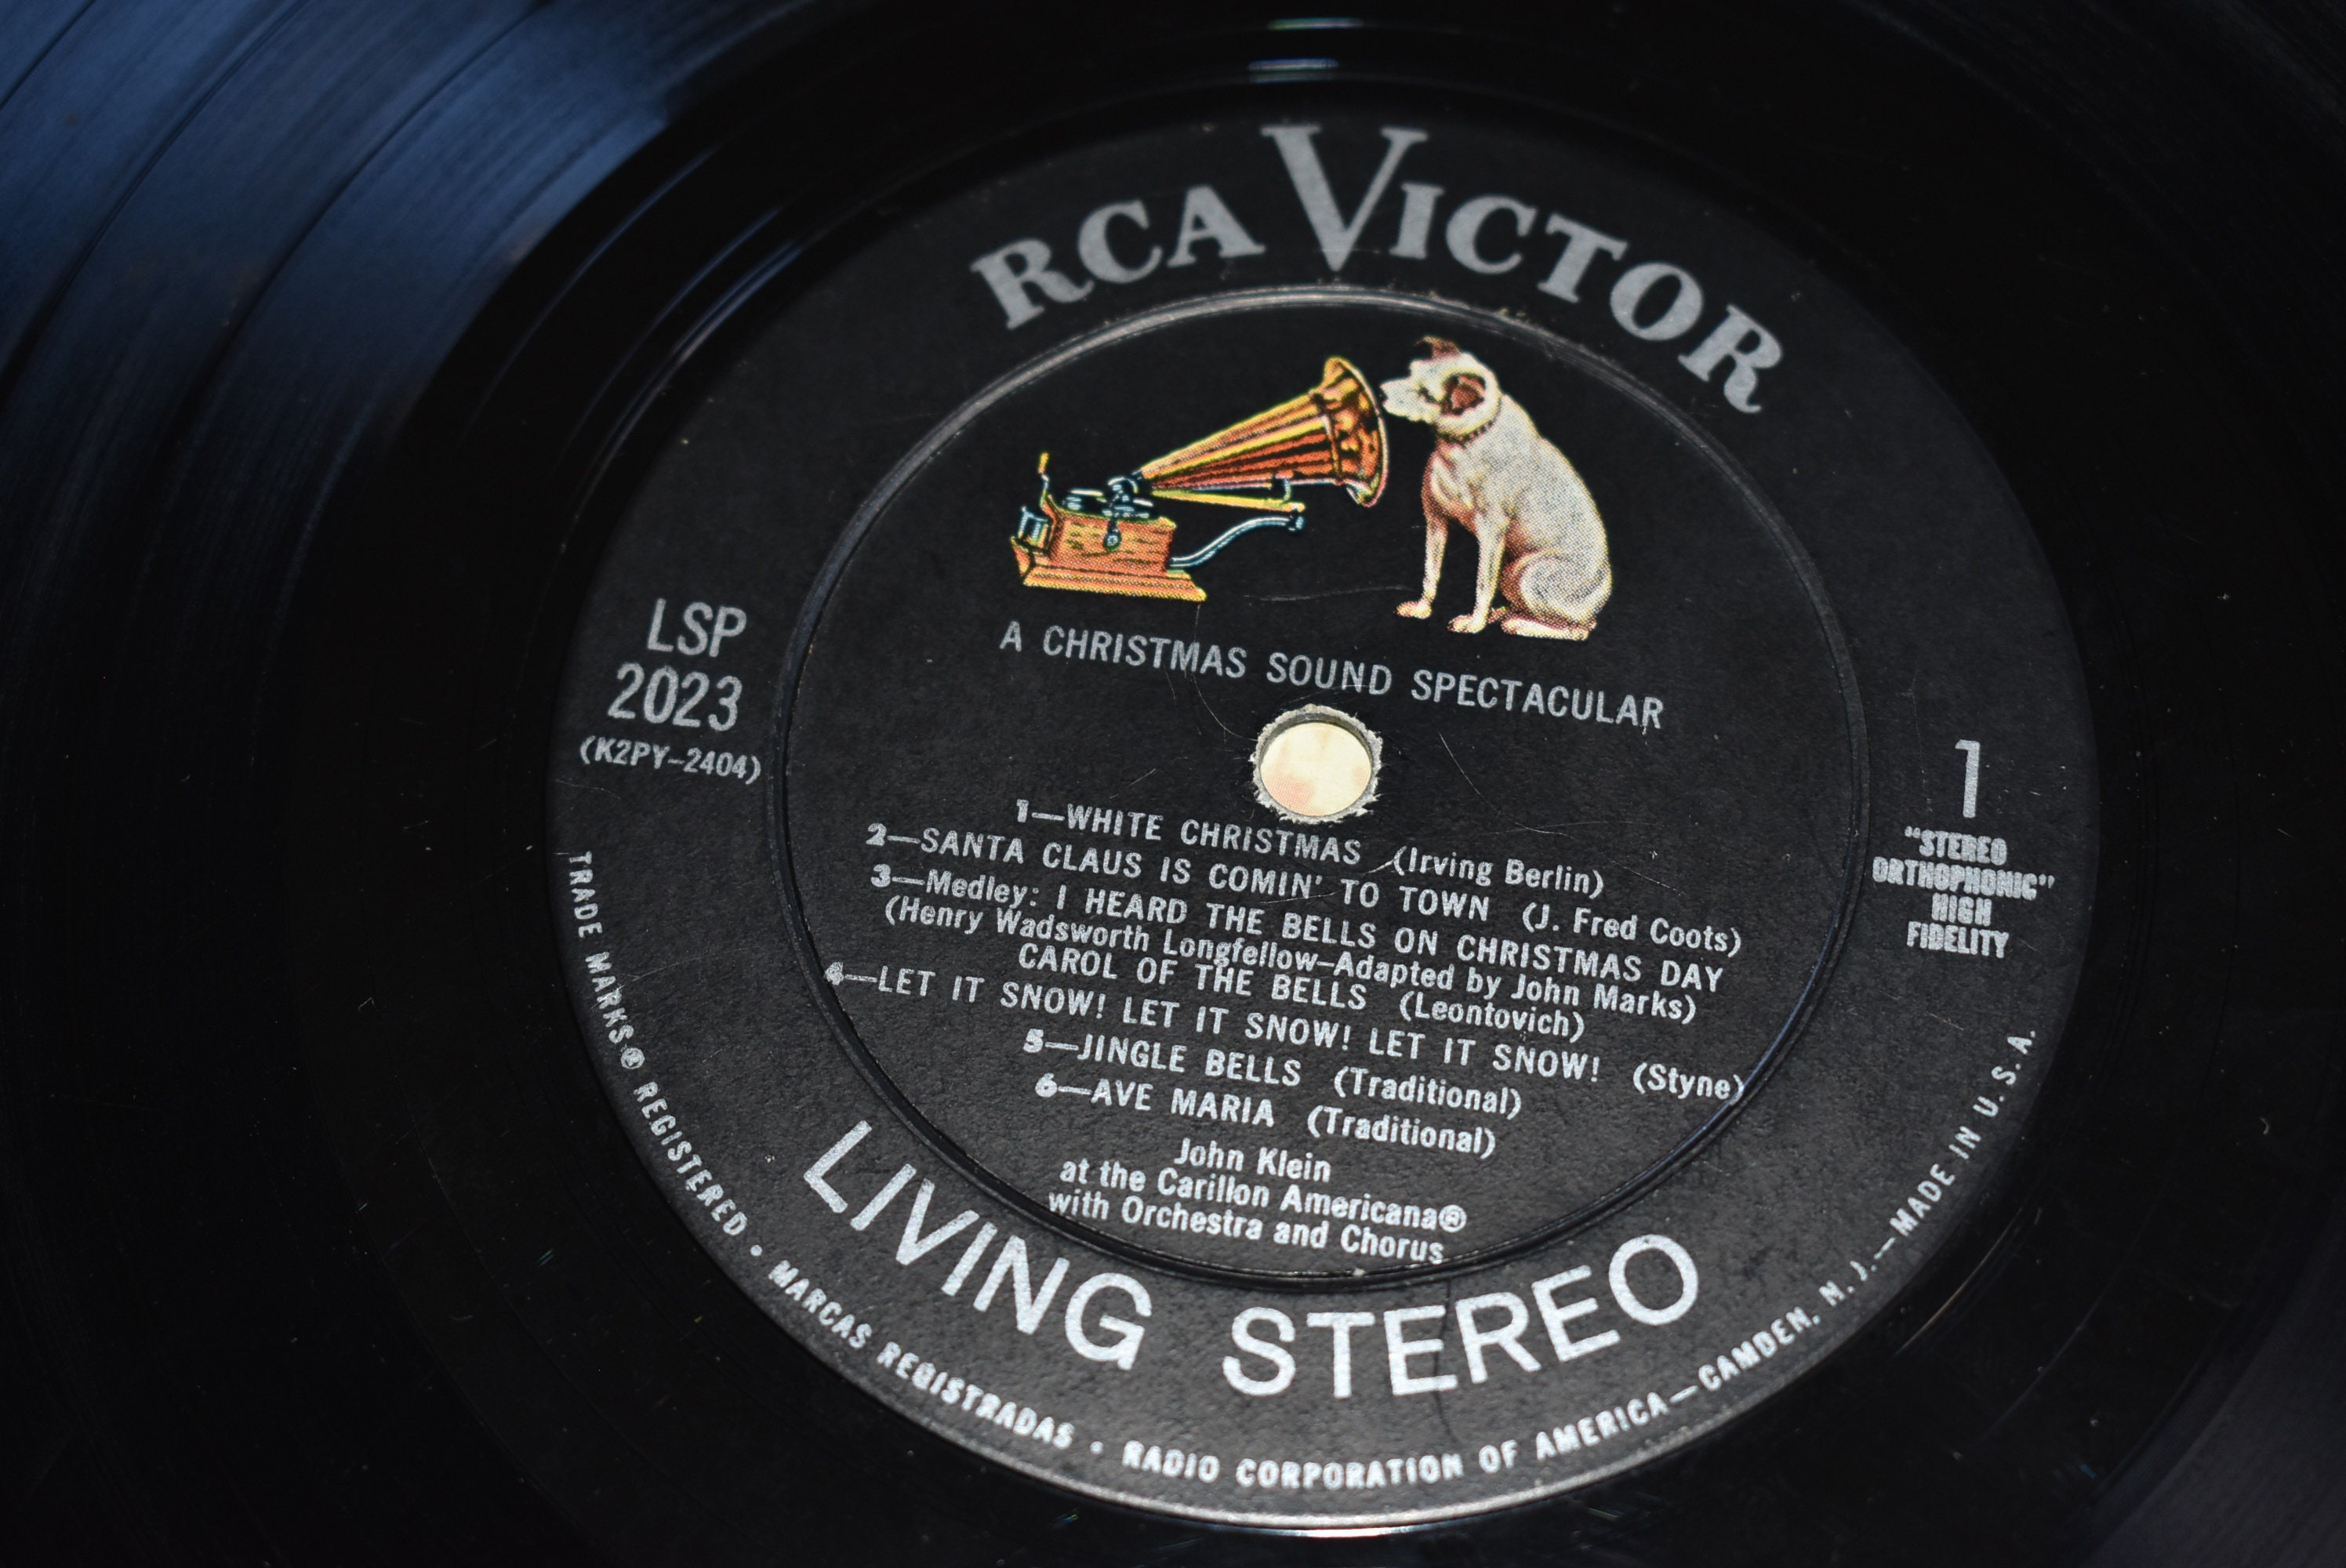 RCA VICTOR
A CHRISTMAS SOUND SPECTACULAR
LSP
2023
(K2PY-2404)
1
"STEREO
ORTHOPHONIC"
HIGH
FIDELITY
1—WHITE CHRISTMAS (Irving Berlin)
2—SANTA CLAUS IS COMIN' TO TOWN (J. Fred Coots)
3—Medley: I HEARD THE BELLS ON CHRISTMAS DAY
(Henry Wadsworth Longfellow—Adapted by John Marks)
CAROL OF THE BELLS (Leontovich)
4—LET IT SNOW! LET IT SNOW! LET IT SNOW! (Styne)
5—JINGLE BELLS (Traditional)
6—AVE MARIA (Traditional)
John Klein
at the Carillon Americana®
with Orchestra and Chorus
LIVING STEREO
TRADE MARKS® REGISTERED • MARCAS REGISTRADAS • RADIO CORPORATION OF AMERICA—CAMDEN, N. J.—MADE IN U. S. A.